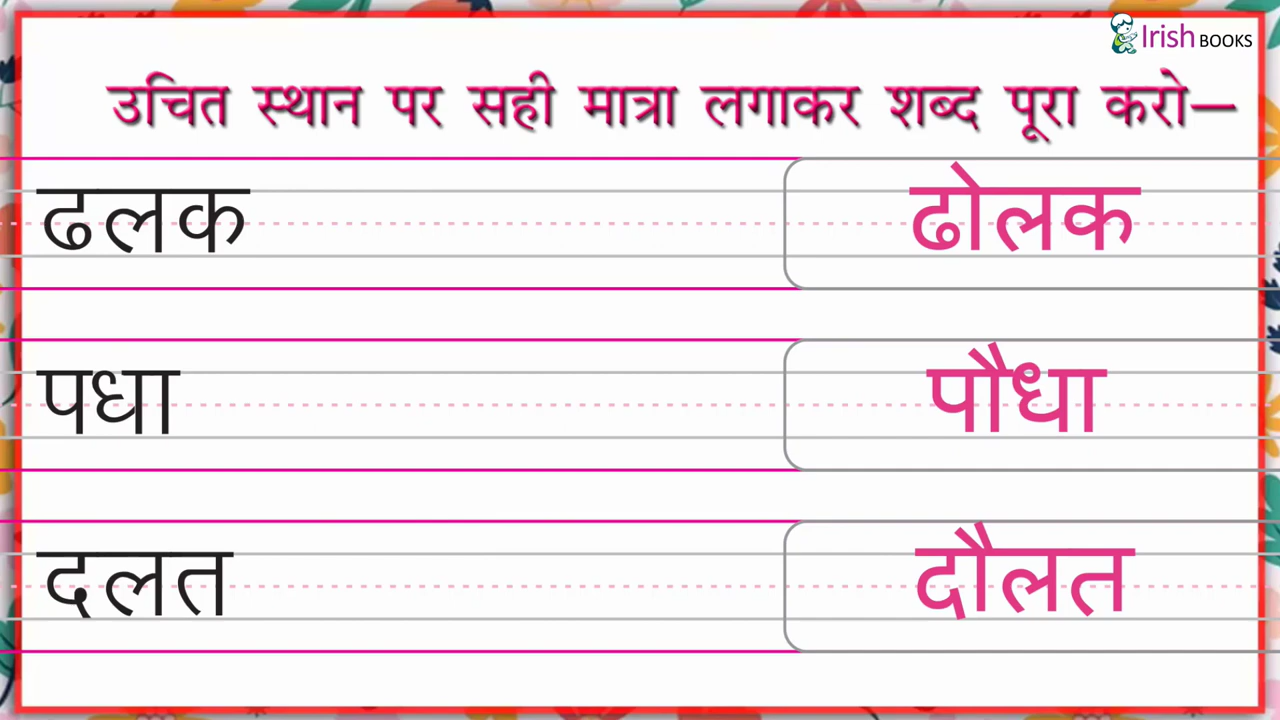 Irish BOOKS
उचित स्थान पर सही मात्रा लगाकर शब्द पूरा करो—
ढलक ढोलक
पधा पौधा
दलत दौलत